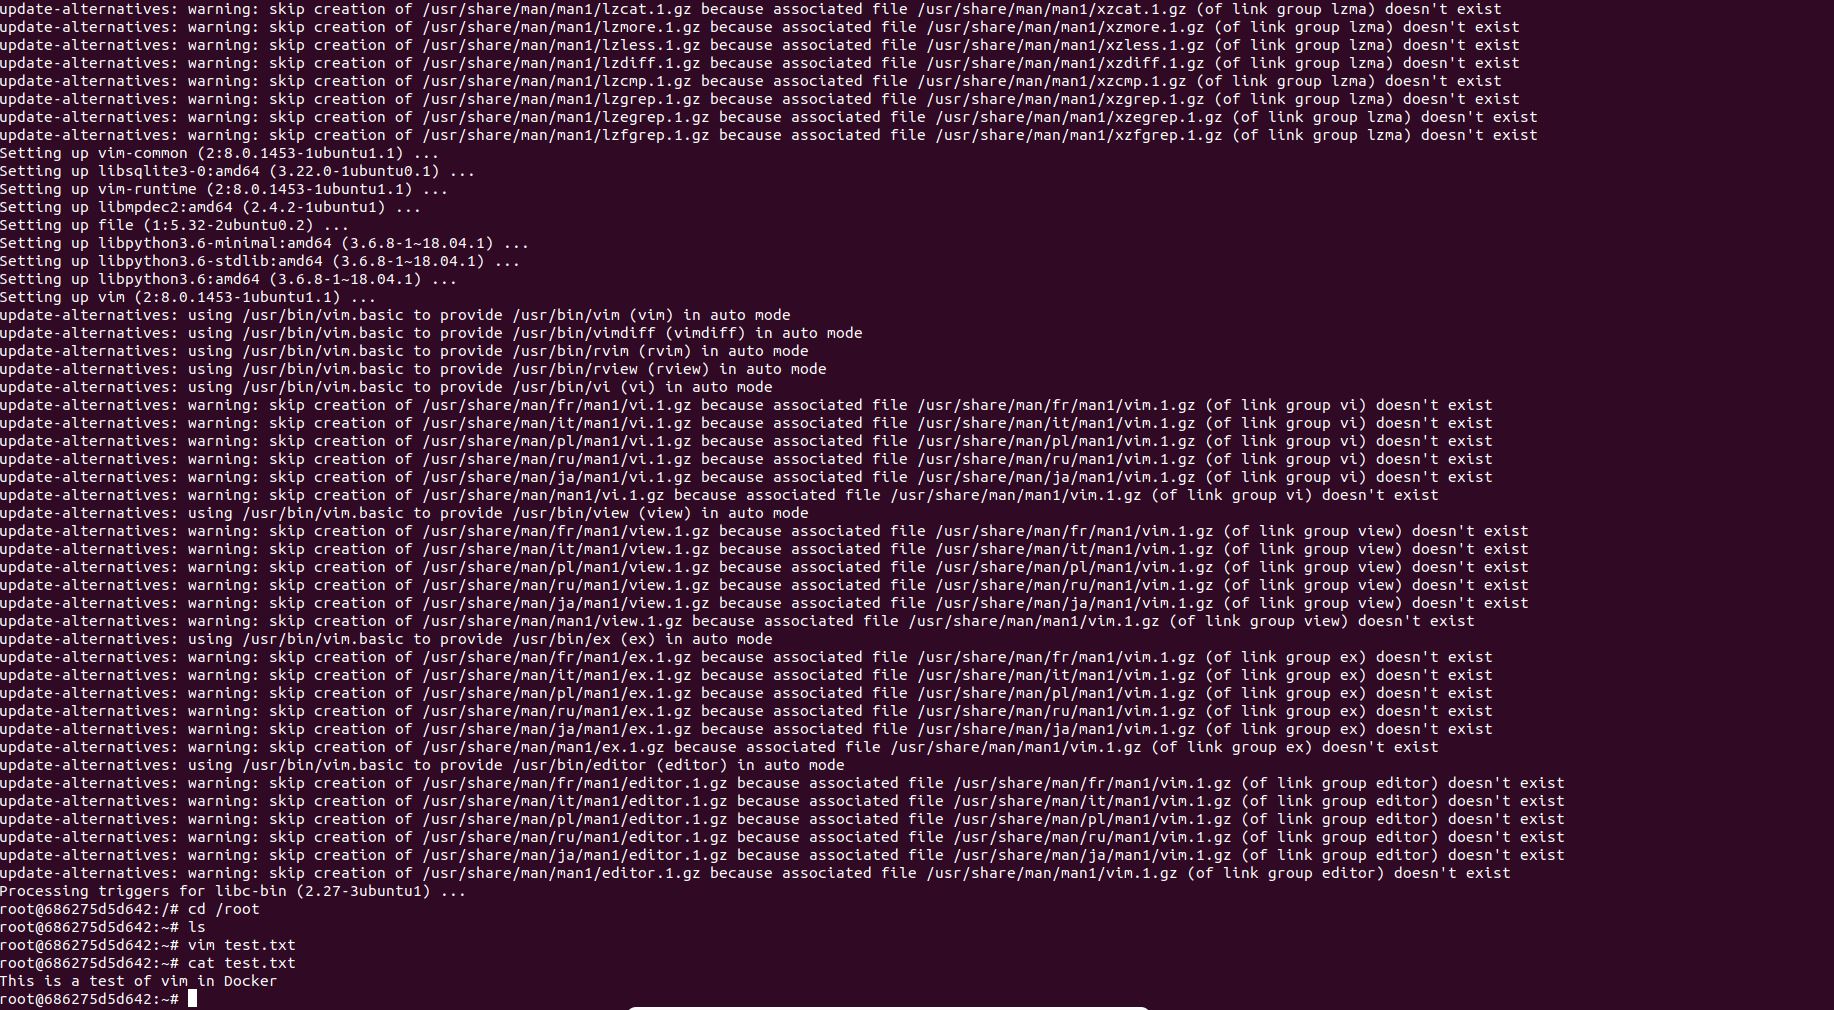 update-alternatives: warning: skip creation of /usr/share/man/man1/lzcat.1.gz because associated file /usr/share/man/man1/xzcat.1.gz (of link group lzma) doesn't exist
update-alternatives: warning: skip creation of /usr/share/man/man1/lzmore.1.gz because associated file /usr/share/man/man1/xzmore.1.gz (of link group lzma) doesn't exist
update-alternatives: warning: skip creation of /usr/share/man/man1/lzless.1.gz because associated file /usr/share/man/man1/xzless.1.gz (of link group lzma) doesn't exist
update-alternatives: warning: skip creation of /usr/share/man/man1/lzdiff.1.gz because associated file /usr/share/man/man1/xzdiff.1.gz (of link group lzma) doesn't exist
update-alternatives: warning: skip creation of /usr/share/man/man1/lzcmp.1.gz because associated file /usr/share/man/man1/xzcmp.1.gz (of link group lzma) doesn't exist
update-alternatives: warning: skip creation of /usr/share/man/man1/lzgrep.1.gz because associated file /usr/share/man/man1/xzgrep.1.gz (of link group lzma) doesn't exist
update-alternatives: warning: skip creation of /usr/share/man/man1/lzegrep.1.gz because associated file /usr/share/man/man1/xzegrep.1.gz (of link group lzma) doesn't exist
update-alternatives: warning: skip creation of /usr/share/man/man1/lzfgrep.1.gz because associated file /usr/share/man/man1/xzfgrep.1.gz (of link group lzma) doesn't exist
Setting up vim-common (2:8.0.1453-1ubuntu1.1) ...
Setting up libsqlite3-0:amd64 (3.22.0-1ubuntu0.1) ...
Setting up vim-runtime (2:8.0.1453-1ubuntu1.1) ...
Setting up libmpdec2:amd64 (2.4.2-1ubuntu1) ...
Setting up file (1:5.32-2ubuntu0.2) ...
Setting up libpython3.6-minimal:amd64 (3.6.8-1~18.04.1) ...
Setting up libpython3.6-stdlib:amd64 (3.6.8-1~18.04.1) ...
Setting up libpython3.6:amd64 (3.6.8-1~18.04.1) ...
Setting up vim (2:8.0.1453-1ubuntu1.1) ...
update-alternatives: using /usr/bin/vim.basic to provide /usr/bin/vim (vim) in auto mode
update-alternatives: using /usr/bin/vim.basic to provide /usr/bin/vimdiff (vimdiff) in auto mode
update-alternatives: using /usr/bin/vim.basic to provide /usr/bin/rvim (rvim) in auto mode
update-alternatives: using /usr/bin/vim.basic to provide /usr/bin/rview (rview) in auto mode
update-alternatives: using /usr/bin/vim.basic to provide /usr/bin/vi (vi) in auto mode
update-alternatives: warning: skip creation of /usr/share/man/fr/man1/vi.1.gz because associated file /usr/share/man/fr/man1/vim.1.gz (of link group vi) doesn't exist
update-alternatives: warning: skip creation of /usr/share/man/it/man1/vi.1.gz because associated file /usr/share/man/it/man1/vim.1.gz (of link group vi) doesn't exist
update-alternatives: warning: skip creation of /usr/share/man/pl/man1/vi.1.gz because associated file /usr/share/man/pl/man1/vim.1.gz (of link group vi) doesn't exist
update-alternatives: warning: skip creation of /usr/share/man/ru/man1/vi.1.gz because associated file /usr/share/man/ru/man1/vim.1.gz (of link group vi) doesn't exist
update-alternatives: warning: skip creation of /usr/share/man/ja/man1/vi.1.gz because associated file /usr/share/man/ja/man1/vim.1.gz (of link group vi) doesn't exist
update-alternatives: warning: skip creation of /usr/share/man/man1/vi.1.gz because associated file /usr/share/man/man1/vim.1.gz (of link group vi) doesn't exist
update-alternatives: using /usr/bin/vim.basic to provide /usr/bin/view (view) in auto mode
update-alternatives: warning: skip creation of /usr/share/man/fr/man1/view.1.gz because associated file /usr/share/man/fr/man1/vim.1.gz (of link group view) doesn't exist
update-alternatives: warning: skip creation of /usr/share/man/it/man1/view.1.gz because associated file /usr/share/man/it/man1/vim.1.gz (of link group view) doesn't exist
update-alternatives: warning: skip creation of /usr/share/man/pl/man1/view.1.gz because associated file /usr/share/man/pl/man1/vim.1.gz (of link group view) doesn't exist
update-alternatives: warning: skip creation of /usr/share/man/ru/man1/view.1.gz because associated file /usr/share/man/ru/man1/vim.1.gz (of link group view) doesn't exist
update-alternatives: warning: skip creation of /usr/share/man/ja/man1/view.1.gz because associated file /usr/share/man/ja/man1/vim.1.gz (of link group view) doesn't exist
update-alternatives: warning: skip creation of /usr/share/man/man1/view.1.gz because associated file /usr/share/man/man1/vim.1.gz (of link group view) doesn't exist
update-alternatives: using /usr/bin/vim.basic to provide /usr/bin/ex (ex) in auto mode
update-alternatives: warning: skip creation of /usr/share/man/fr/man1/ex.1.gz because associated file /usr/share/man/fr/man1/vim.1.gz (of link group ex) doesn't exist
update-alternatives: warning: skip creation of /usr/share/man/it/man1/ex.1.gz because associated file /usr/share/man/it/man1/vim.1.gz (of link group ex) doesn't exist
update-alternatives: warning: skip creation of /usr/share/man/pl/man1/ex.1.gz because associated file /usr/share/man/pl/man1/vim.1.gz (of link group ex) doesn't exist
update-alternatives: warning: skip creation of /usr/share/man/ru/man1/ex.1.gz because associated file /usr/share/man/ru/man1/vim.1.gz (of link group ex) doesn't exist
update-alternatives: warning: skip creation of /usr/share/man/ja/man1/ex.1.gz because associated file /usr/share/man/ja/man1/vim.1.gz (of link group ex) doesn't exist
update-alternatives: warning: skip creation of /usr/share/man/man1/ex.1.gz because associated file /usr/share/man/man1/vim.1.gz (of link group ex) doesn't exist
update-alternatives: using /usr/bin/vim.basic to provide /usr/bin/editor (editor) in auto mode
update-alternatives: warning: skip creation of /usr/share/man/fr/man1/editor.1.gz because associated file /usr/share/man/fr/man1/vim.1.gz (of link group editor) doesn't exist
update-alternatives: warning: skip creation of /usr/share/man/it/man1/editor.1.gz because associated file /usr/share/man/it/man1/vim.1.gz (of link group editor) doesn't exist
update-alternatives: warning: skip creation of /usr/share/man/pl/man1/editor.1.gz because associated file /usr/share/man/pl/man1/vim.1.gz (of link group editor) doesn't exist
update-alternatives: warning: skip creation of /usr/share/man/ru/man1/editor.1.gz because associated file /usr/share/man/ru/man1/vim.1.gz (of link group editor) doesn't exist
update-alternatives: warning: skip creation of /usr/share/man/ja/man1/editor.1.gz because associated file /usr/share/man/ja/man1/vim.1.gz (of link group editor) doesn't exist
update-alternatives: warning: skip creation of /usr/share/man/man1/editor.1.gz because associated file /usr/share/man/man1/vim.1.gz (of link group editor) doesn't exist
Processing triggers for libc-bin (2.27-3ubuntu1) ...
root@686275d5d642:/# cd /root
root@686275d5d642:~# ls
root@686275d5d642:~# vim test.txt
root@686275d5d642:~# cat test.txt
This is a test of vim in Docker
root@686275d5d642:~#